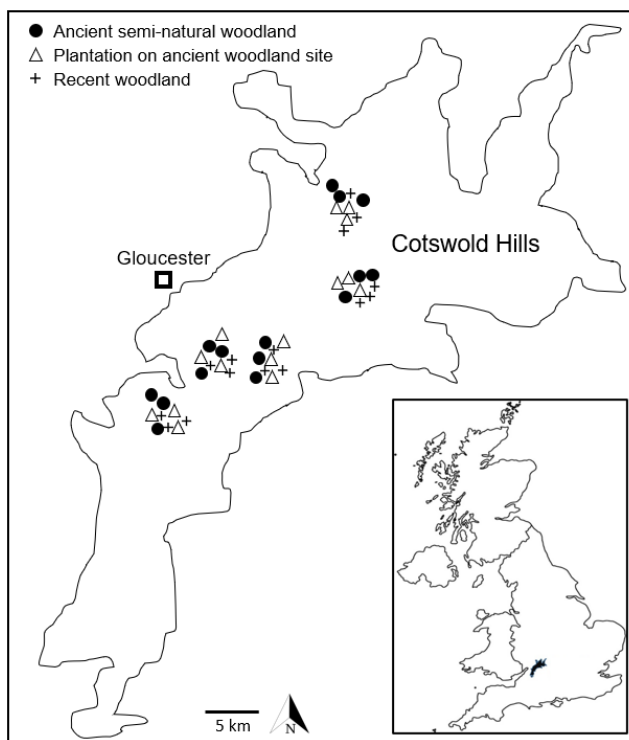 Ancient semi-natural woodland
Plantation on ancient woodland site
Recent woodland
Gloucester
Cotswold Hills
5 km
N